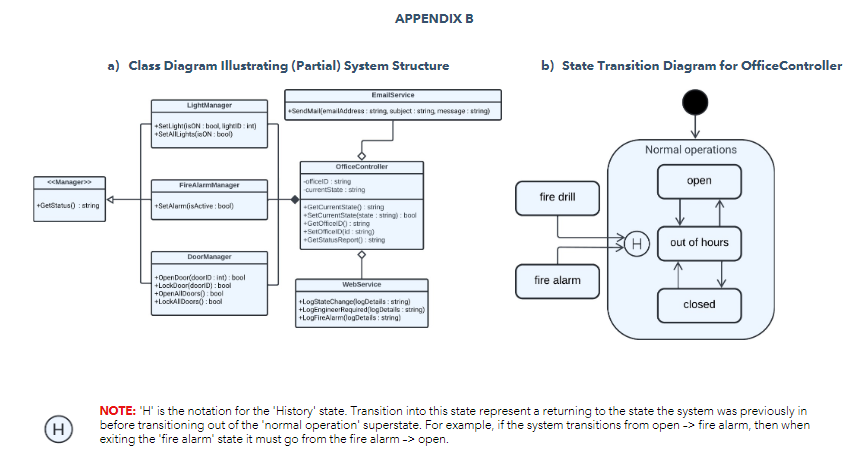 APPENDIX B
a) Class Diagram Illustrating (Partial) System Structure
b) State Transition Diagram for OfficeController
EmailService
+SendMail(emailAddress : string, subject : string, message : string)
LightManager
+SetLight(isON : bool, lightID : int)
+SetAllLights(isON : bool)
<<Manager>>
+GetStatus() : string
FireAlarmManager
+SetAlarm(isActive : bool)
DoorManager
+OpenDoor(doorID : int) : bool
+LockDoor(doorID) : bool
+OpenAllDoors() : bool
+LockAllDoors() : bool
OfficeController
-officeID : string
-currentState : string
+GetCurrentState() : string
+SetCurrentState(state : string) : bool
+GetOfficeID() : string
+SetOfficeID(id : string)
+GetStatusReport() : string
WebService
+LogStateChange(logDetails : string)
+LogEngineerRequired(logDetails : string)
+LogFireAlarm(logDetails : string)
Normal operations
open
fire drill
H
out of hours
fire alarm
closed
H
NOTE: 'H' is the notation for the 'History' state. Transition into this state represent a returning to the state the system was previously in
before transitioning out of the 'normal operation' superstate. For example, if the system transitions from open -> fire alarm, then when
exiting the 'fire alarm' state it must go from the fire alarm -> open.